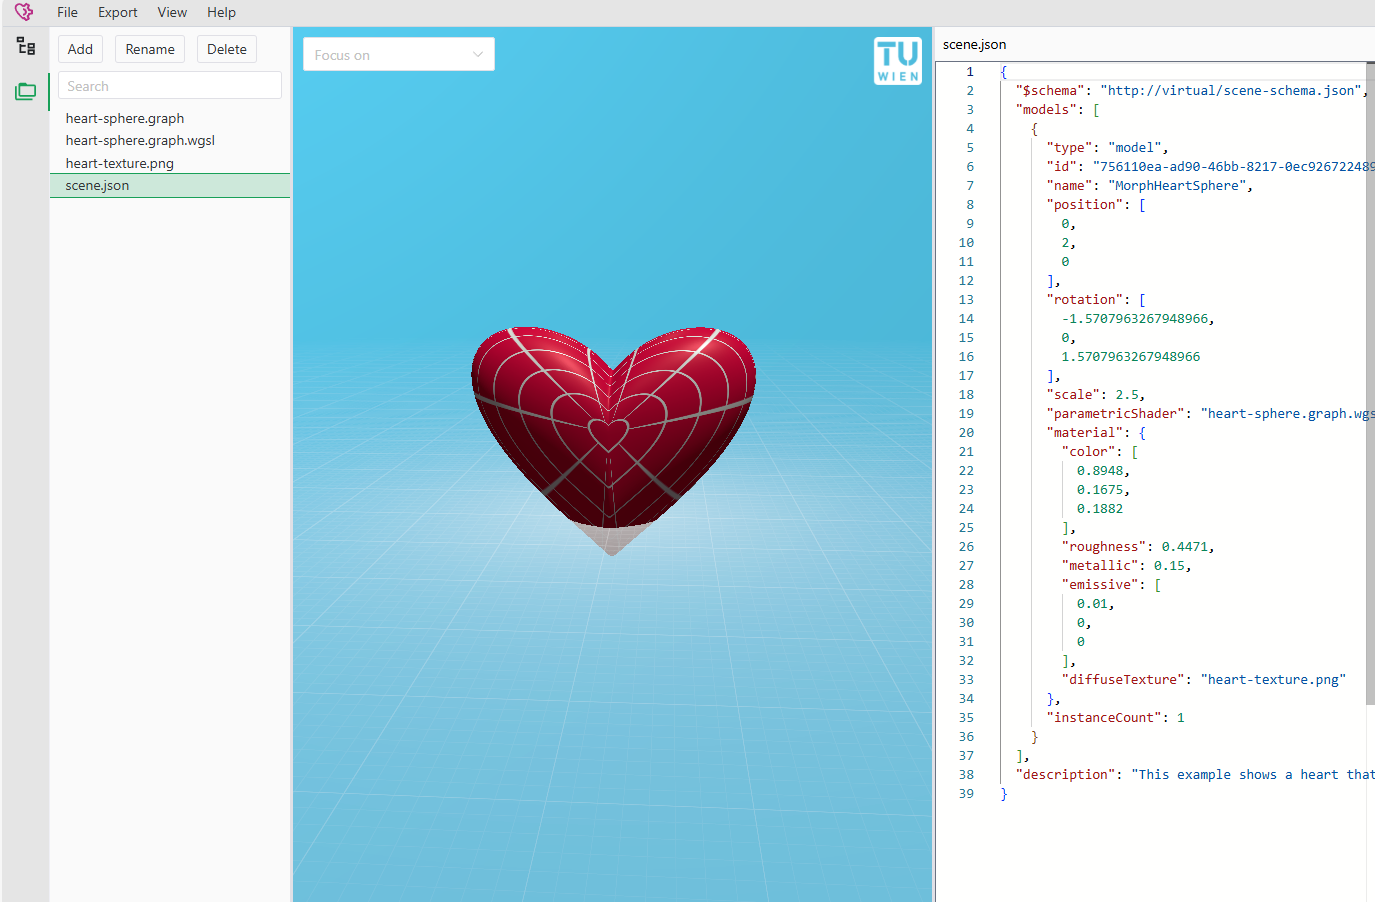 File Export View Help
Add Rename Delete
Search
heart-sphere.graph
heart-sphere.graph.wgsl
heart-texture.png
scene.json
Focus on
TU
WIEN
scene.json
1 {
2 "$schema": "http://virtual/scene-schema.json",
3 "models": [
4 {
5 "type": "model",
6 "id": "756110ea-ad90-46bb-8217-0ec926722489
7 "name": "MorphHeartSphere",
8 "position": [
9 0,
10 2,
11 0
12 ],
13 "rotation": [
14 -1.5707963267948966,
15 0,
16 1.5707963267948966
17 ],
18 "scale": 2.5,
19 "parametricShader": "heart-sphere.graph.wgs
20 "material": {
21 "color": [
22 0.8948,
23 0.1675,
24 0.1882
25 ],
26 "roughness": 0.4471,
27 "metallic": 0.15,
28 "emissive": [
29 0.01,
30 0,
31 0
32 ],
33 "diffuseTexture": "heart-texture.png"
34 },
35 "instanceCount": 1
36 }
37 ],
38 "description": "This example shows a heart that
39 }